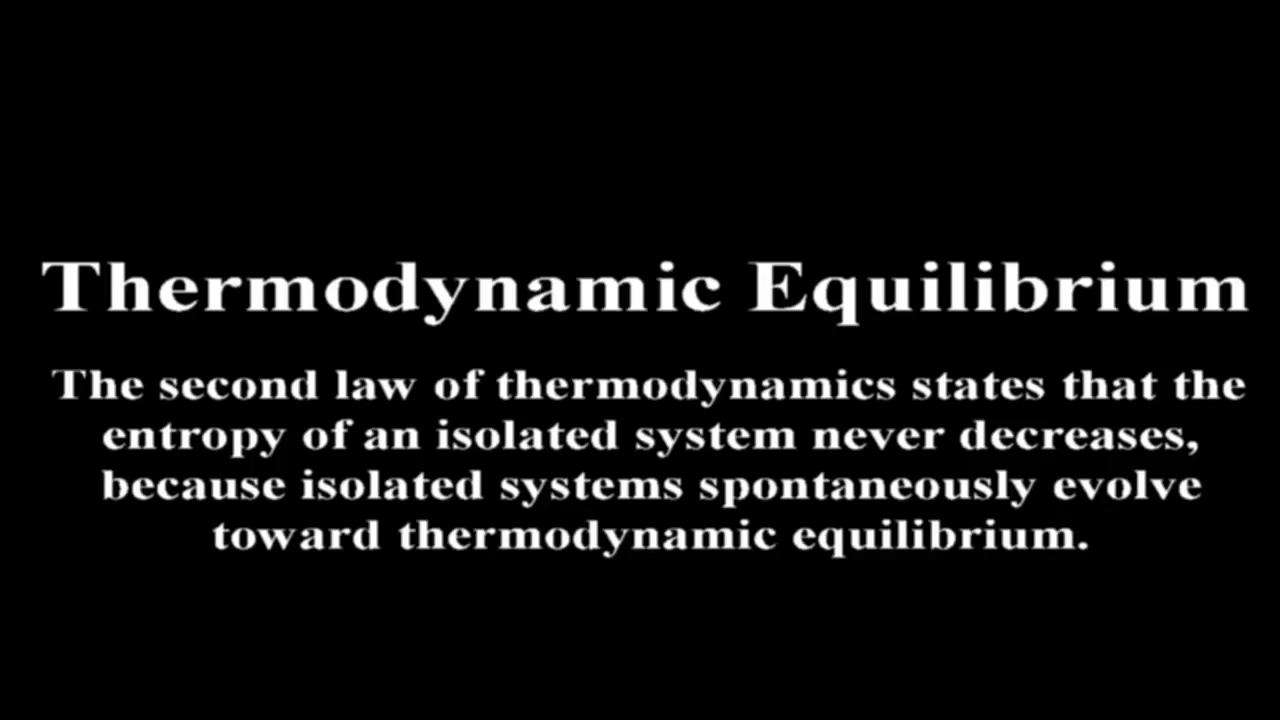 Thermodynamic Equilibrium
The second law of thermodynamics states that the
entropy of an isolated system never decreases,
because isolated systems spontaneously evolve
toward thermodynamic equilibrium.